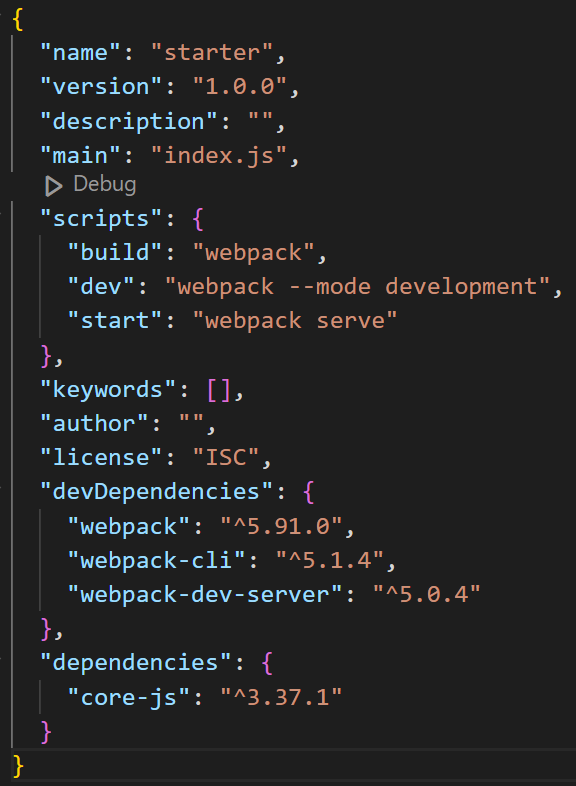 {
  "name": "starter",
  "version": "1.0.0",
  "description": "",
  "main": "index.js",
  Debug
  "scripts": {
    "build": "webpack",
    "dev": "webpack --mode development",
    "start": "webpack serve"
  },
  "keywords": [],
  "author": "",
  "license": "ISC",
  "devDependencies": {
    "webpack": "^5.91.0",
    "webpack-cli": "^5.1.4",
    "webpack-dev-server": "^5.0.4"
  },
  "dependencies": {
    "core-js": "^3.37.1"
  }
}